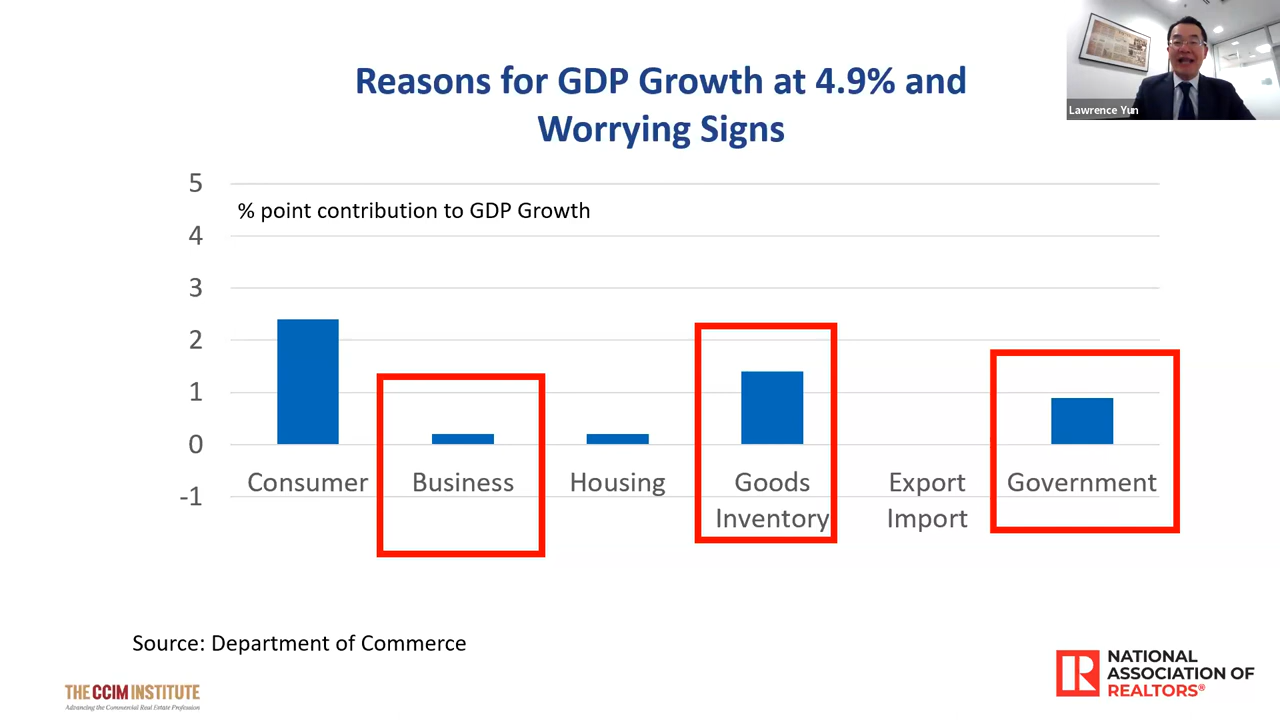 Reasons for GDP Growth at 4.9% and
Worrying Signs
Lawrence Yun
5
% point contribution to GDP Growth
4
3
2
1
0
-1
Consumer
Business
Housing
Goods
Inventory
Export
Import
Government
Source: Department of Commerce
THE CCIM INSTITUTE
Advancing the Commercial Real Estate Profession
NATIONAL
ASSOCIATION OF
REALTORS®